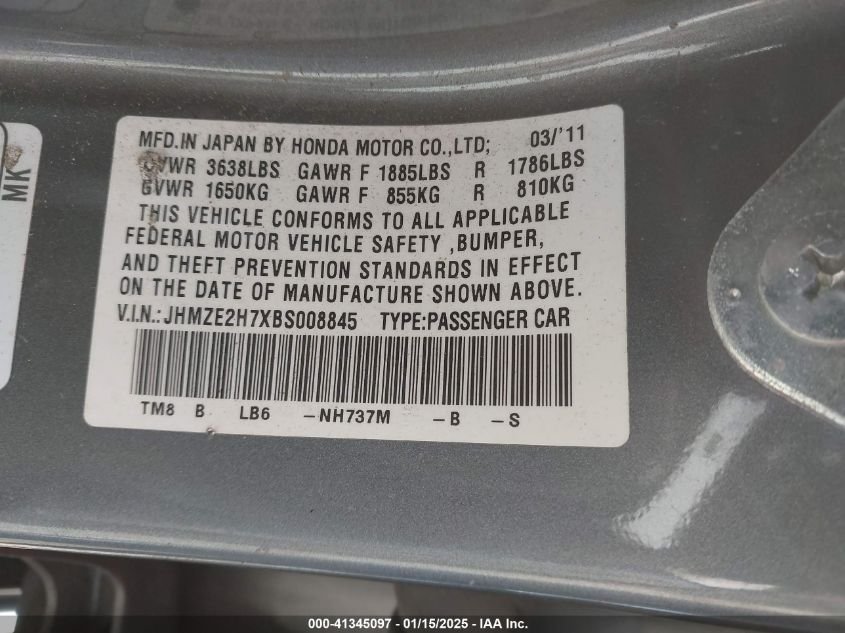 MFD.IN JAPAN BY HONDA MOTOR CO.,LTD; 03/'11
GVWR 3638LBS GAWR F 1885LBS R 1786LBS
GVWR 1650KG GAWR F 855KG R 810KG
THIS VEHICLE CONFORMS TO ALL APPLICABLE
FEDERAL MOTOR VEHICLE SAFETY ,BUMPER,
AND THEFT PREVENTION STANDARDS IN EFFECT
ON THE DATE OF MANUFACTURE SHOWN ABOVE.
V.I.N.:JHMZE2H7XBS008845 TYPE:PASSENGER CAR
TM8 B LB6 -NH737M -B -S
MK
000-41345097 - 01/15/2025 - IAA Inc.